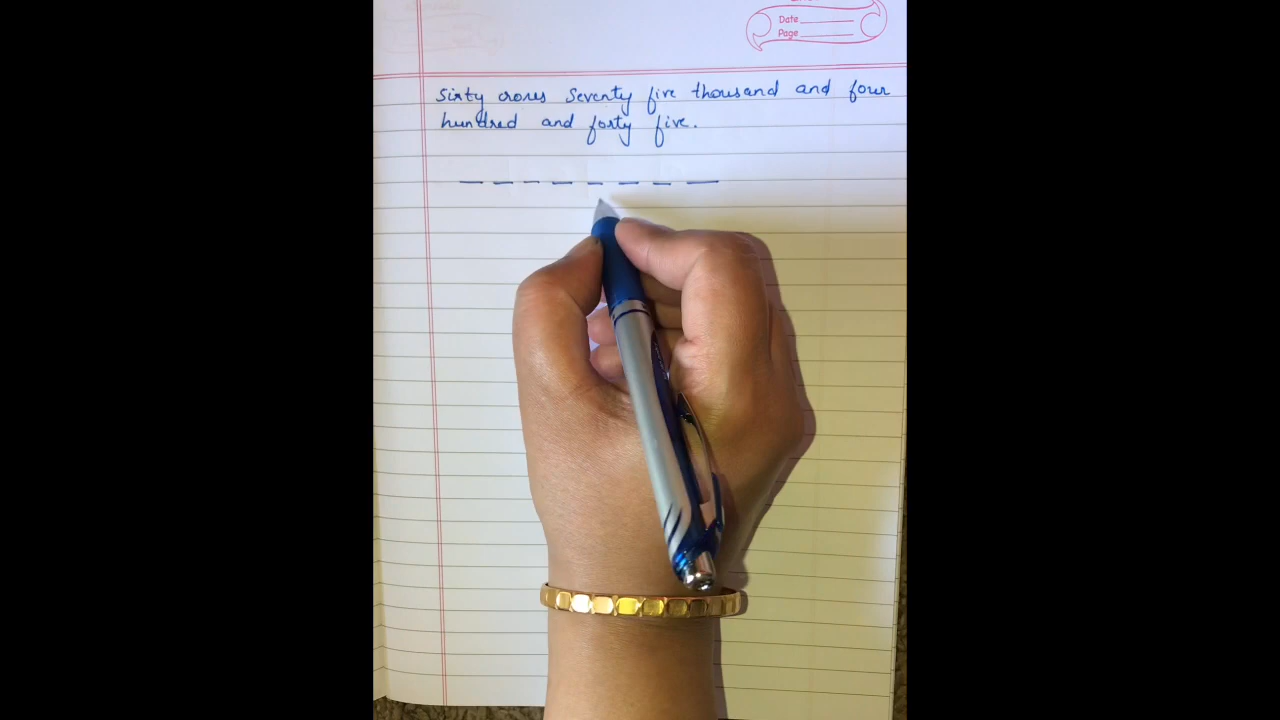 Date
Page
Sixty crores Seventy five thousand and four
hundred and forty five.